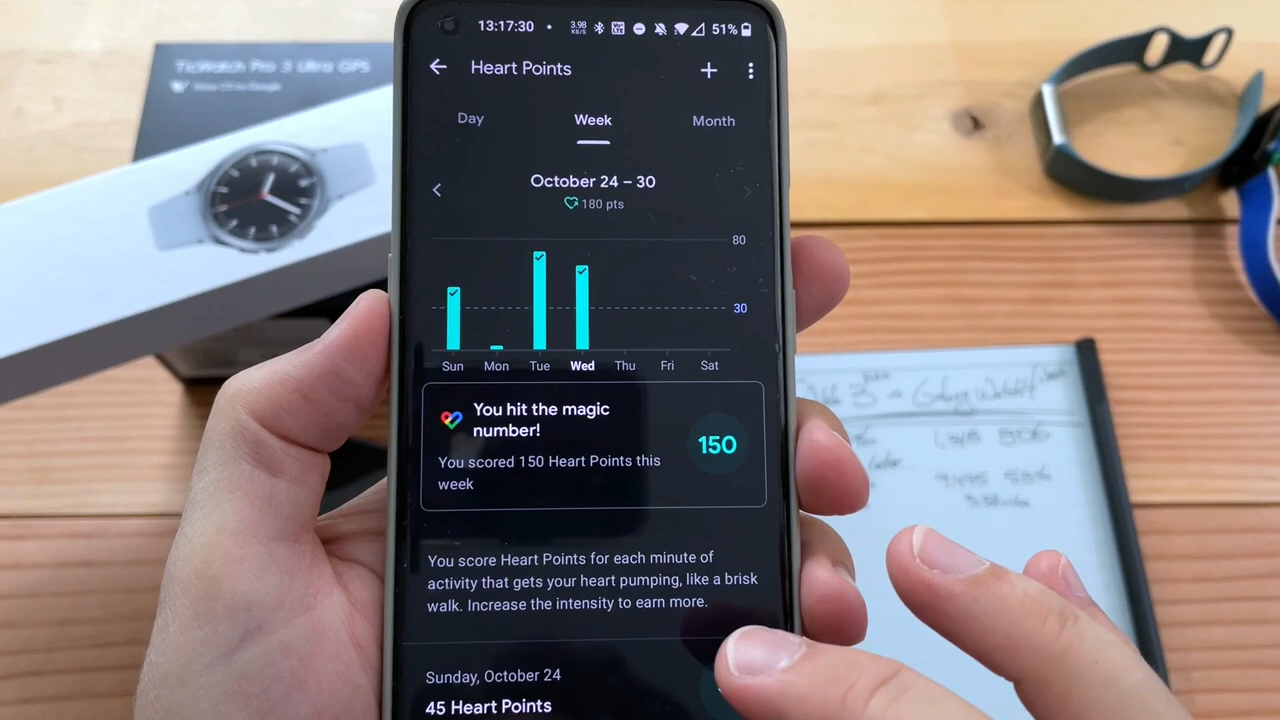 TicWatch Pro 3 Ultra GPS
13:17:30
3.98
KB/S
51%
Heart Points
Day
Week
Month
October 24 – 30
180 pts
80
30
Sun
Mon
Tue
Wed
Thu
Fri
Sat
You hit the magic
number!
150
You scored 150 Heart Points this
week
You score Heart Points for each minute of
activity that gets your heart pumping, like a brisk
walk. Increase the intensity to earn more.
Sunday, October 24
45 Heart Points